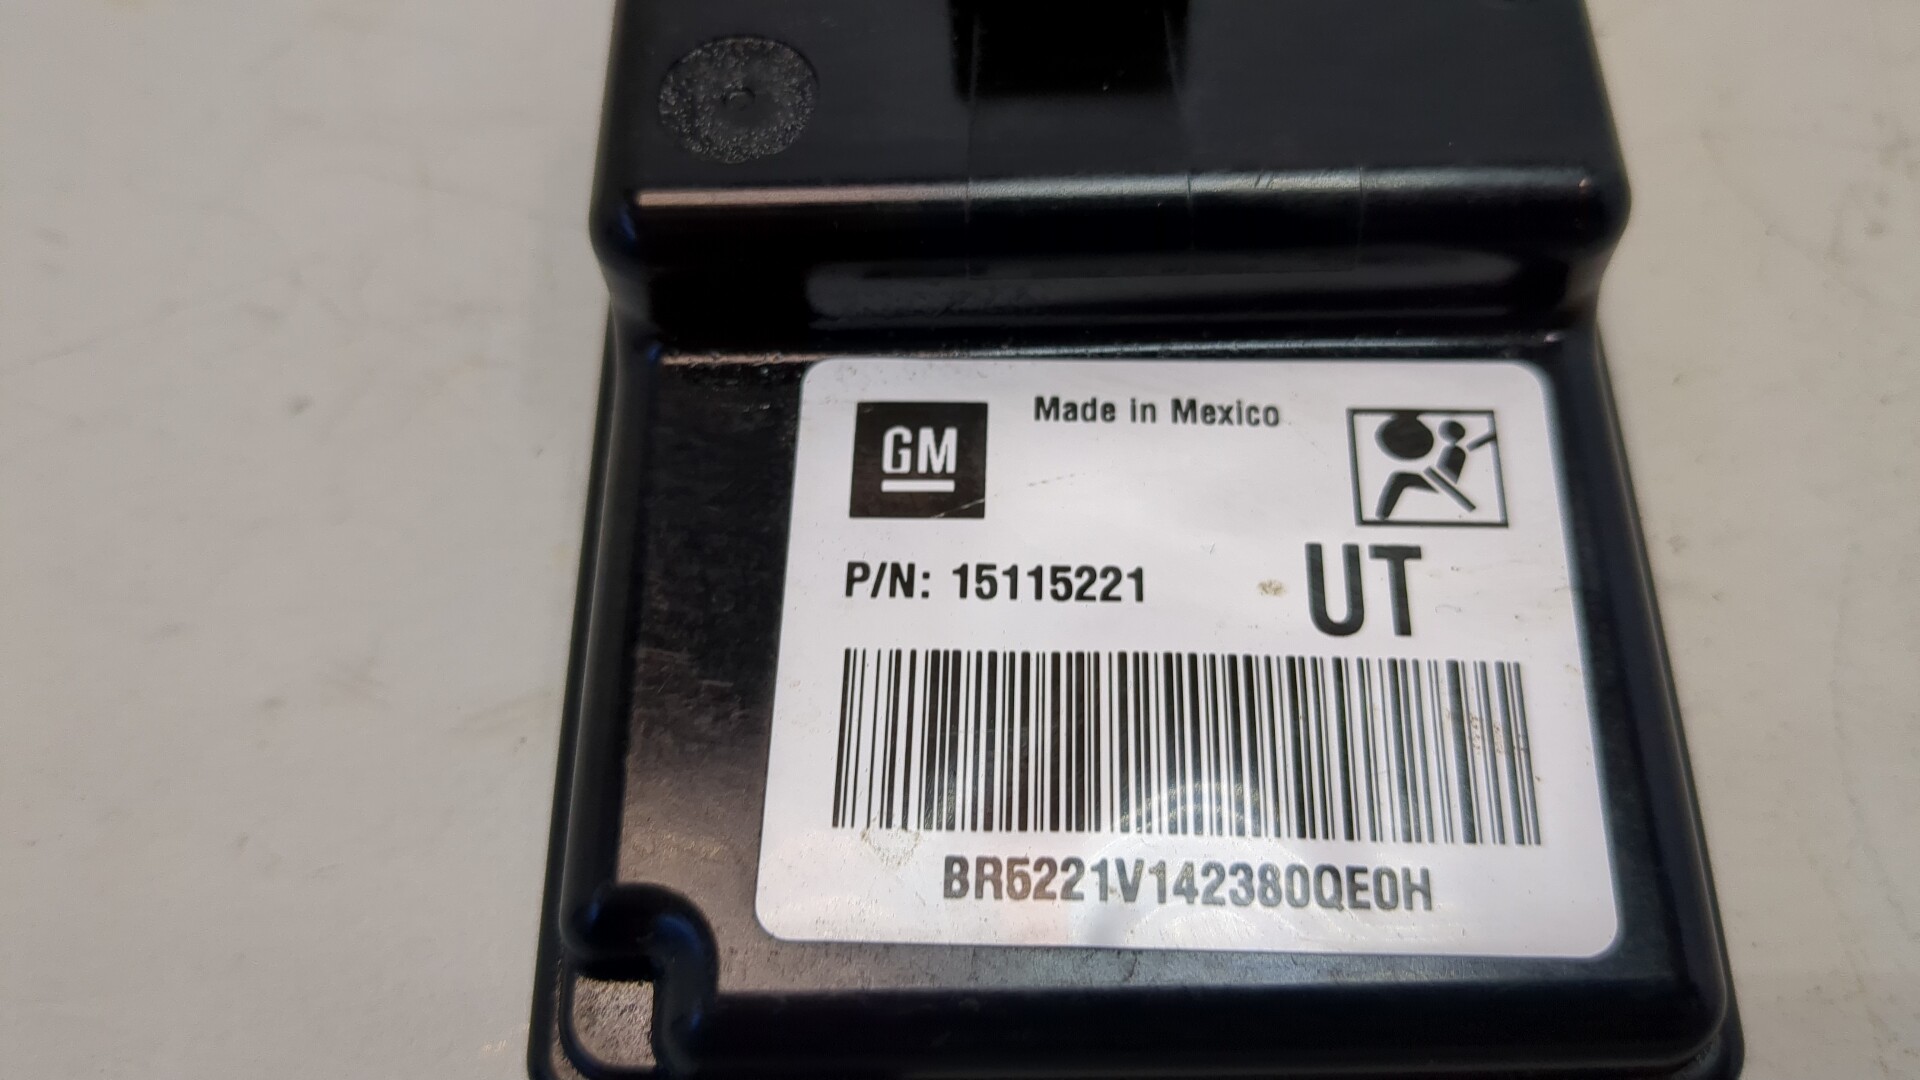 Made in Mexico
GM
P/N: 15115221
UT
BR5221V142380QE0H